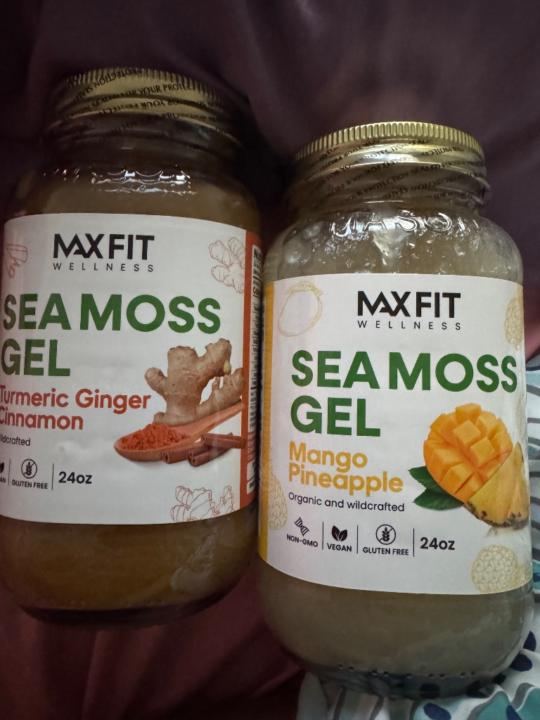 MAXFIT
WELLNESS
SEA MOSS
GEL
Turmeric Ginger
Cinnamon
GLUTEN FREE
24oz
MAXFIT
WELLNESS
SEA MOSS
GEL
Mango
Pineapple
Organic and wildcrafted
NON-GMO
VEGAN
GLUTEN FREE
24oz